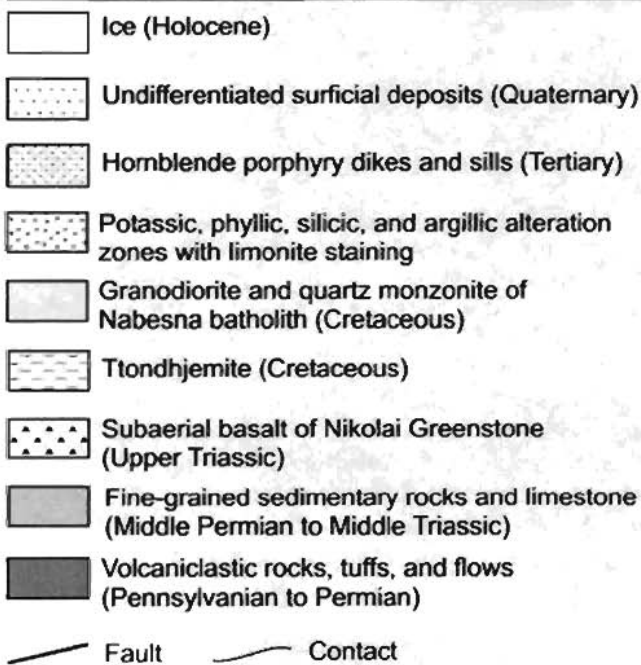 Ice (Holocene)
Undifferentiated surficial deposits (Quaternary)
Hornblende porphyry dikes and sills (Tertiary)
Potassic, phyllic, silicic, and argillic alteration
zones with limonite staining
Granodiorite and quartz monzonite of
Nabesna batholith (Cretaceous)
Ttondhjemite (Cretaceous)
Subaerial basalt of Nikolai Greenstone
(Upper Triassic)
Fine-grained sedimentary rocks and limestone
(Middle Permian to Middle Triassic)
Volcaniclastic rocks, tuffs, and flows
(Pennsylvanian to Permian)
Fault Contact